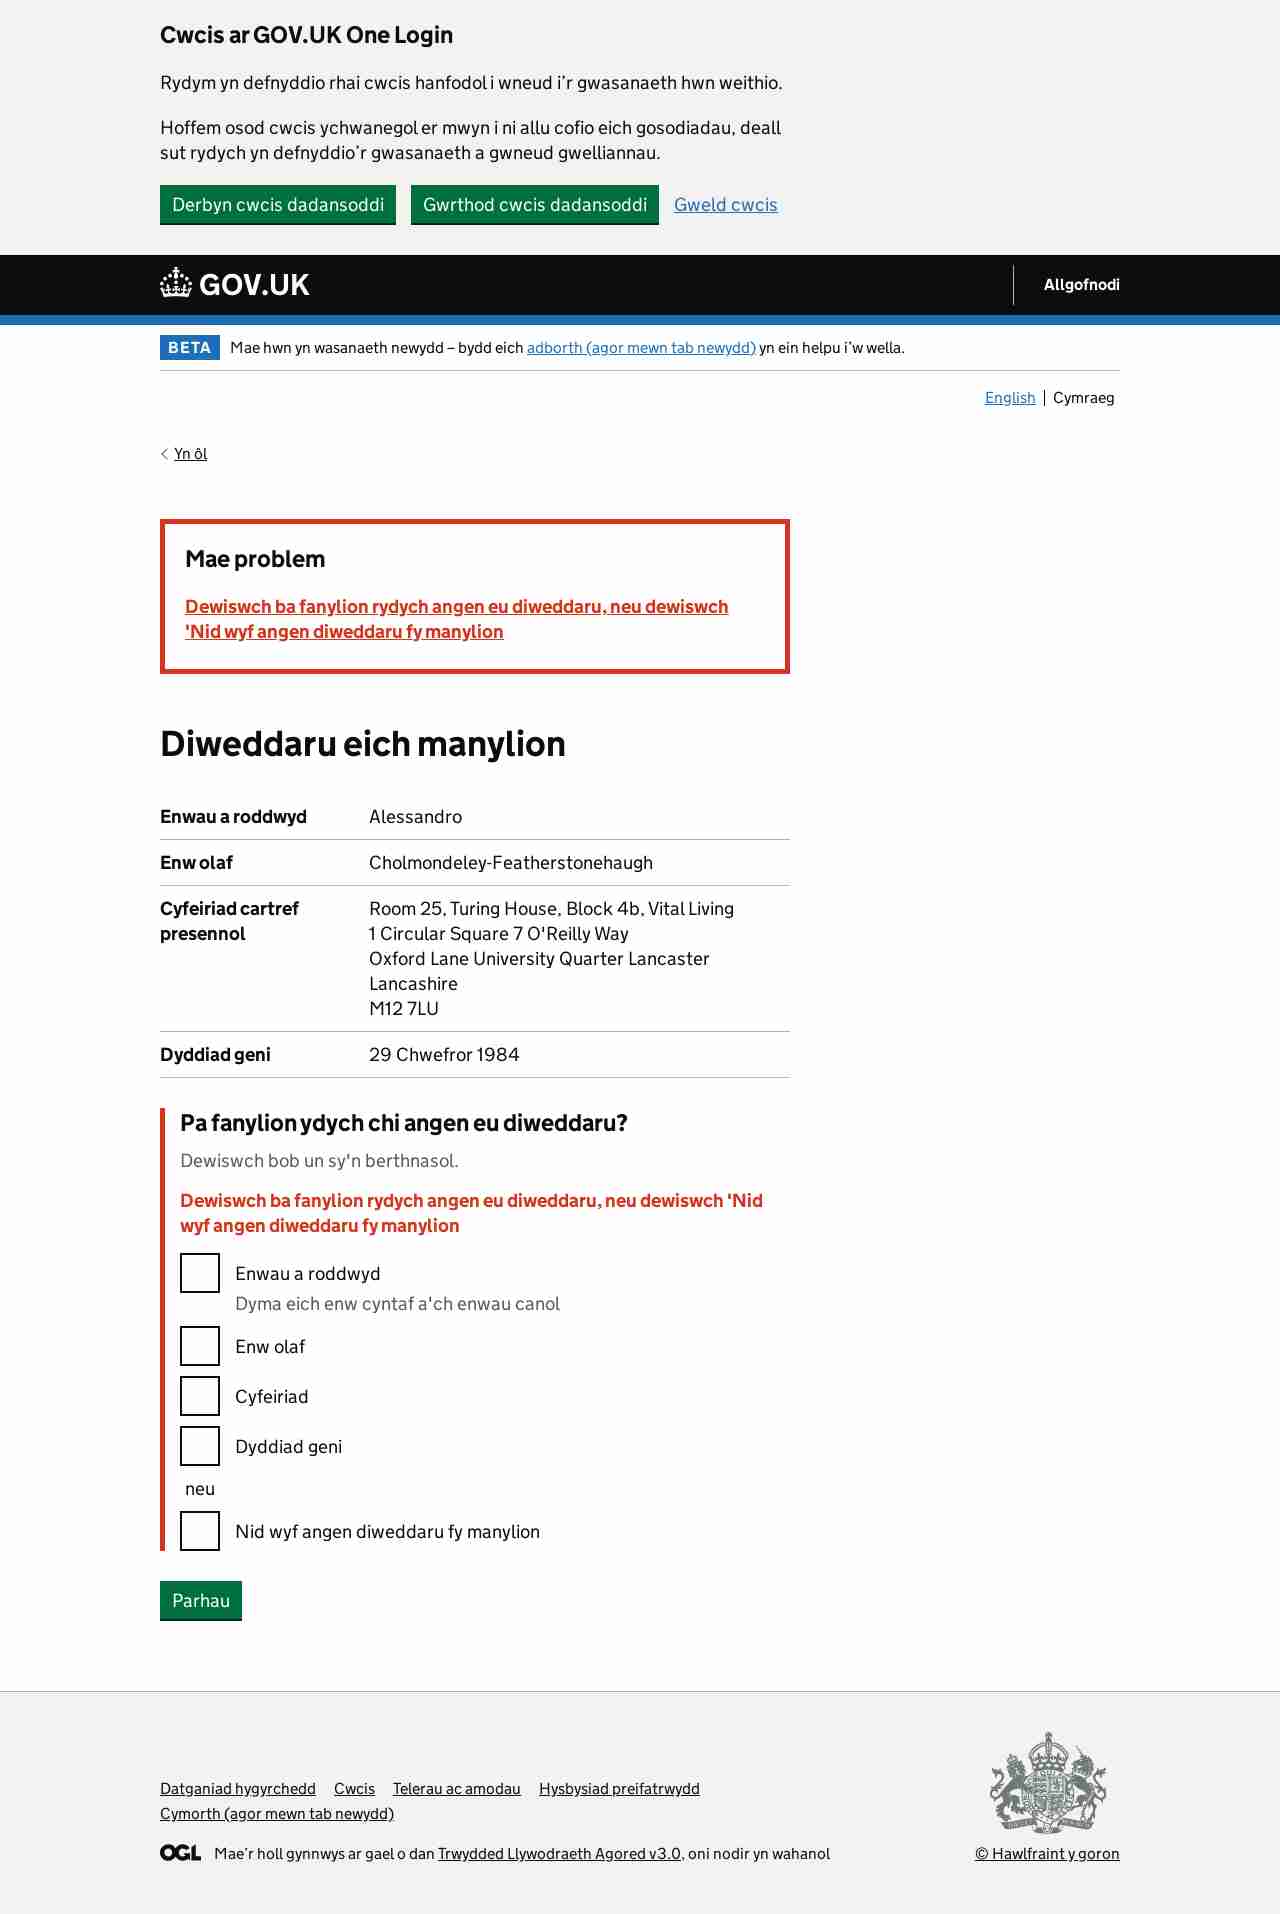 Cwcis ar GOV.UK One Login
Rydym yn defnyddio rhai cwcis hanfodol i wneud i’r gwasanaeth hwn weithio.
Hoffem osod cwcis ychwanegol er mwyn i ni allu cofio eich gosodiadau, deall
sut rydych yn defnyddio’r gwasanaeth a gwneud gwelliannau.
Derbyn cwcis dadansoddi Gwrthod cwcis dadansoddi Gweld cwcis
GOV.UK Allgofnodi
BETA Mae hwn yn wasanaeth newydd – bydd eich adborth (agor mewn tab newydd) yn ein helpu i’w wella.
English Cymraeg
Yn ôl
Mae problem
Dewiswch ba fanylion rydych angen eu diweddaru, neu dewiswch
'Nid wyf angen diweddaru fy manylion
Diweddaru eich manylion
Enwau a roddwyd Alessandro
Enw olaf Cholmondeley-Featherstonehaugh
Cyfeiriad cartref Room 25, Turing House, Block 4b, Vital Living
presennol 1 Circular Square 7 O'Reilly Way
Oxford Lane University Quarter Lancaster
Lancashire
M12 7LU
Dyddiad geni 29 Chwefror 1984
Pa fanylion ydych chi angen eu diweddaru?
Dewiswch bob un sy'n berthnasol.
Dewiswch ba fanylion rydych angen eu diweddaru, neu dewiswch 'Nid
wyf angen diweddaru fy manylion
Enwau a roddwyd
Dyma eich enw cyntaf a'ch enwau canol
Enw olaf
Cyfeiriad
Dyddiad geni
neu
Nid wyf angen diweddaru fy manylion
Parhau
Datganiad hygyrchedd Cwcis Telerau ac amodau Hysbysiad preifatrwydd
Cymorth (agor mewn tab newydd)
OGL Mae’r holl gynnwys ar gael o dan Trwydded Llywodraeth Agored v3.0, oni nodir yn wahanol
© Hawlfraint y goron